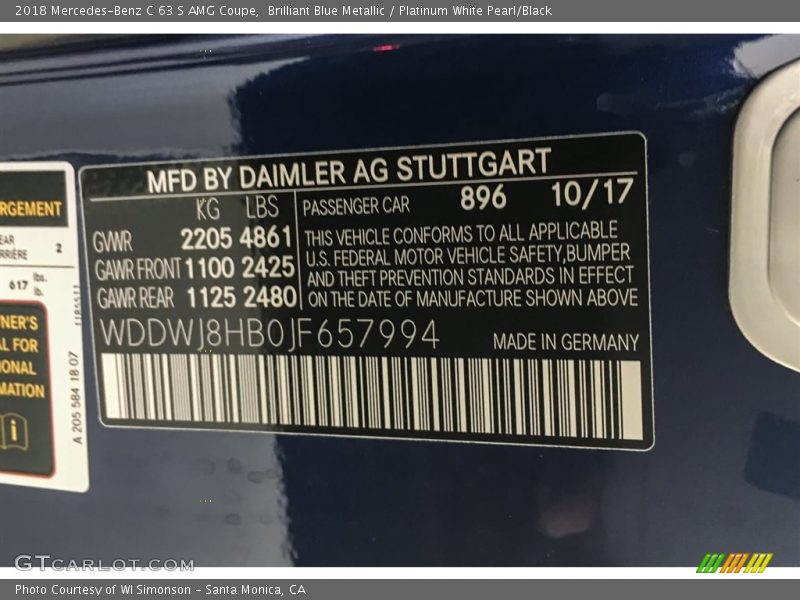 2018 Mercedes-Benz C 63 S AMG Coupe, Brilliant Blue Metallic / Platinum White Pearl/Black
MFD BY DAIMLER AG STUTTGART
KG LBS
GVWR 2205 4861
GAWR FRONT 1100 2425
GAWR REAR 1125 2480
PASSENGER CAR 896 10/17
THIS VEHICLE CONFORMS TO ALL APPLICABLE
U.S. FEDERAL MOTOR VEHICLE SAFETY,BUMPER
AND THEFT PREVENTION STANDARDS IN EFFECT
ON THE DATE OF MANUFACTURE SHOWN ABOVE
WDDWJ8HB0JF657994 MADE IN GERMANY
RGEMENT
EAR 2
RRIÈRE
617 lbs.
lb.
NER'S
AL FOR
IONAL
MATION
i
A 205 584 18 07
GTCARLOT.COM
Photo Courtesy of WI Simonson - Santa Monica, CA